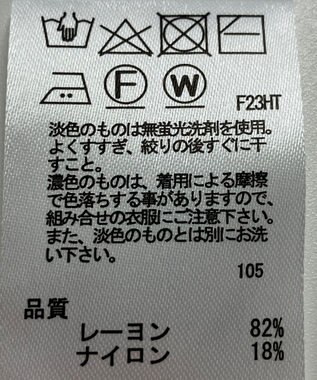 F W F23HT
淡色のものは無蛍光洗剤を使用。
よくすすぎ、絞りの後すぐに干
すこと。
濃色のものは、着用による摩擦
で色落ちする事がありますので、
組み合せの衣服にご注意下さい。
また、淡色のものとは別にお洗
い下さい。
105
品質
レーヨン 82%
ナイロン 18%